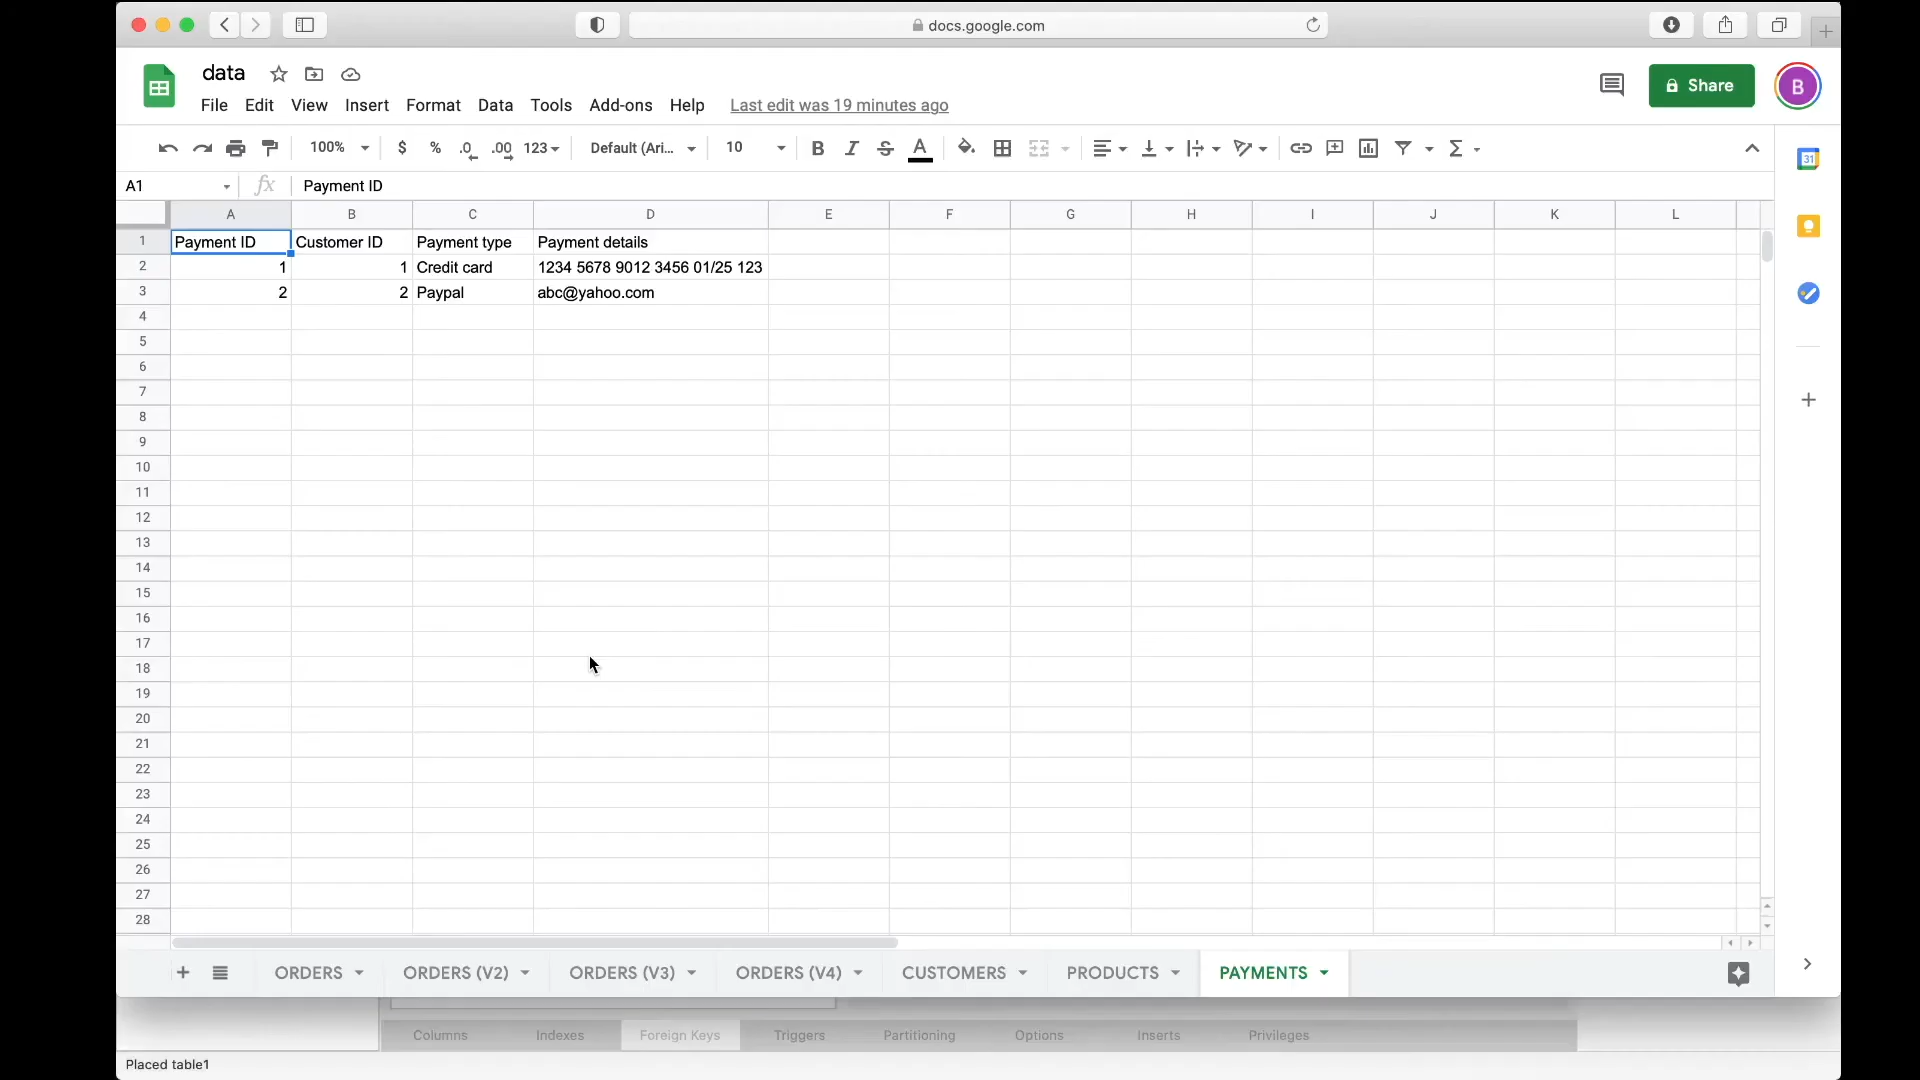 docs.google.com
data
File Edit View Insert Format Data Tools Add-ons Help Last edit was 19 minutes ago
Share
B
100% $ % .0 .00 123 Default (Ari... 10 B I S A Σ
31
A1 fx Payment ID
A B C D E F G H I J K L
1 Payment ID Customer ID Payment type Payment details
2 1 1 Credit card 1234 5678 9012 3456 01/25 123
3 2 2 Paypal abc@yahoo.com
4
5
6
7
8
9
10
11
12
13
14
15
16
17
18
19
20
21
22
23
24
25
26
27
28
ORDERS ORDERS (V2) ORDERS (V3) ORDERS (V4) CUSTOMERS PRODUCTS PAYMENTS
Columns Indexes Foreign Keys Triggers Partitioning Options Inserts Privileges
Placed table1